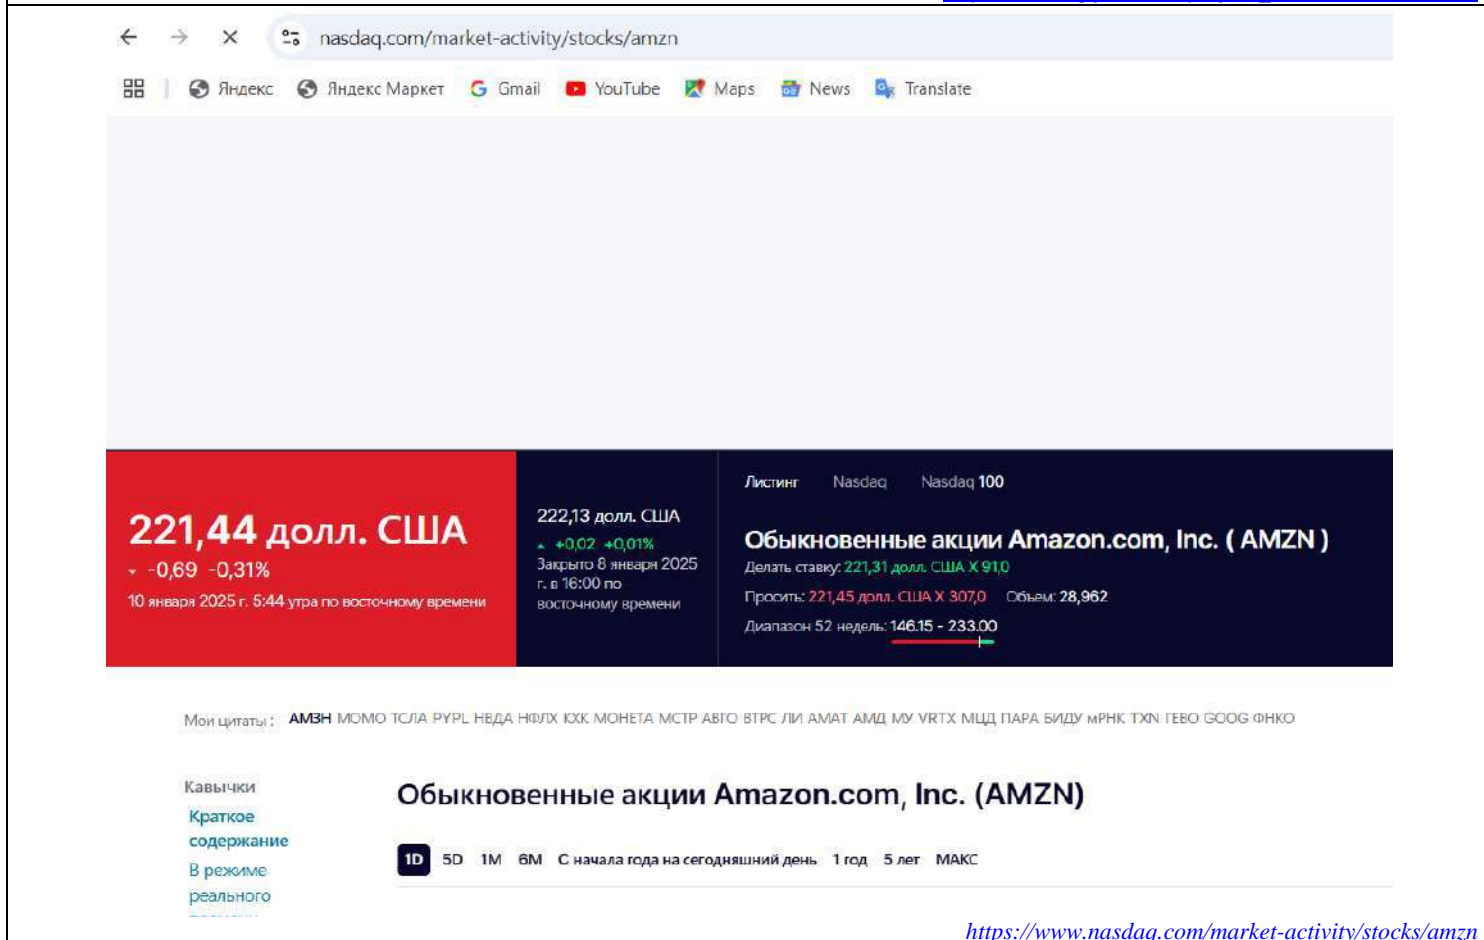 nasdaq.com/market-activity/stocks/amzn
Яндекс Яндекс Маркет Gmail YouTube Maps News Translate
221,44 долл. США
-0,69 -0,31%
10 января 2025 г. 5:44 утра по восточному времени
222,13 долл. США
+0,02 +0,01%
Закрыто 8 января 2025
г. в 16:00 по
восточному времени
Листинг Nasdaq Nasdaq 100
Обыкновенные акции Amazon.com, Inc. ( AMZN )
Делать ставку: 221,31 долл. США X 91,0
Просить: 221,45 долл. США X 307,0 Объем: 28,962
Диапазон 52 недель: 146.15 - 233.00
Мои цитаты : АМЗН МОМО ТСЛА PYPL НВДА НФЛХ КХК МОНЕТА МСТР АВГО ВТРС ЛИ АМАТ АМД МУ VRTX МЦД ПАРА БИДУ мРНК TXN ГЕВО GOOG ФНКО
Кавычки
Краткое
содержание
В режиме
реального
Обыкновенные акции Amazon.com, Inc. (AMZN)
1D 5D 1M 6M С начала года на сегодняшний день 1 год 5 лет МАКС
https://www.nasdaq.com/market-activity/stocks/amzn